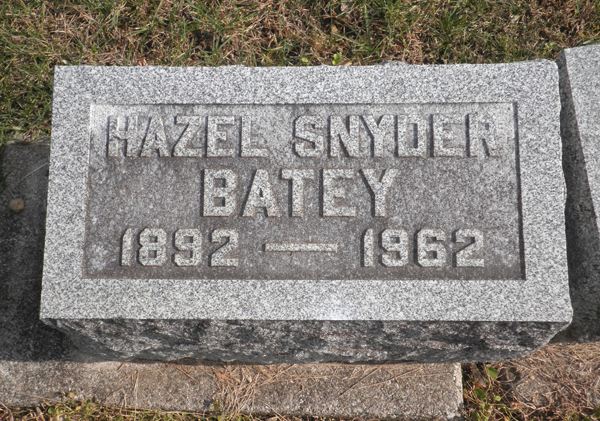 HAZEL SNYDER
BATEY
1892 — 1962